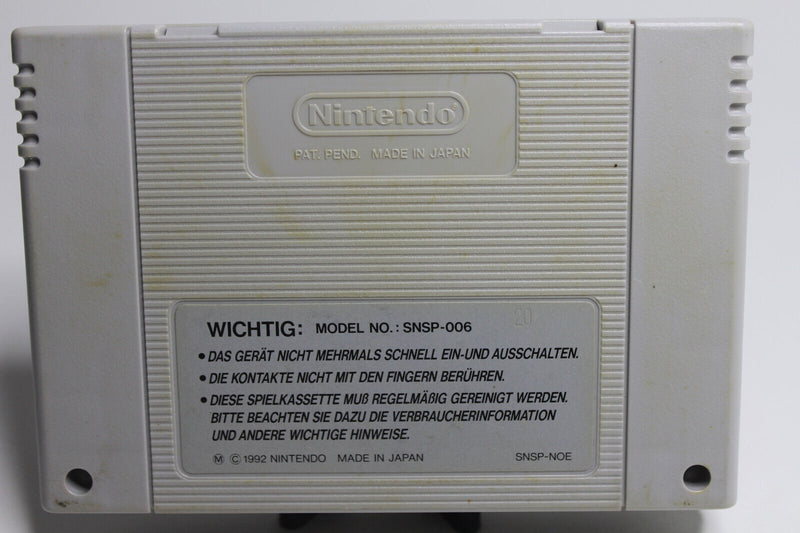 Nintendo®
PAT. PEND. MADE IN JAPAN
WICHTIG: MODEL NO.: SNSP-006
20
• DAS GERÄT NICHT MEHRMALS SCHNELL EIN-UND AUSSCHALTEN.
• DIE KONTAKTE NICHT MIT DEN FINGERN BERÜHREN.
• DIESE SPIELKASSETTE MUß REGELMÄßIG GEREINIGT WERDEN.
BITTE BEACHTEN SIE DAZU DIE VERBRAUCHERINFORMATION
UND ANDERE WICHTIGE HINWEISE.
Ⓜ © 1992 NINTENDO MADE IN JAPAN SNSP-NOE